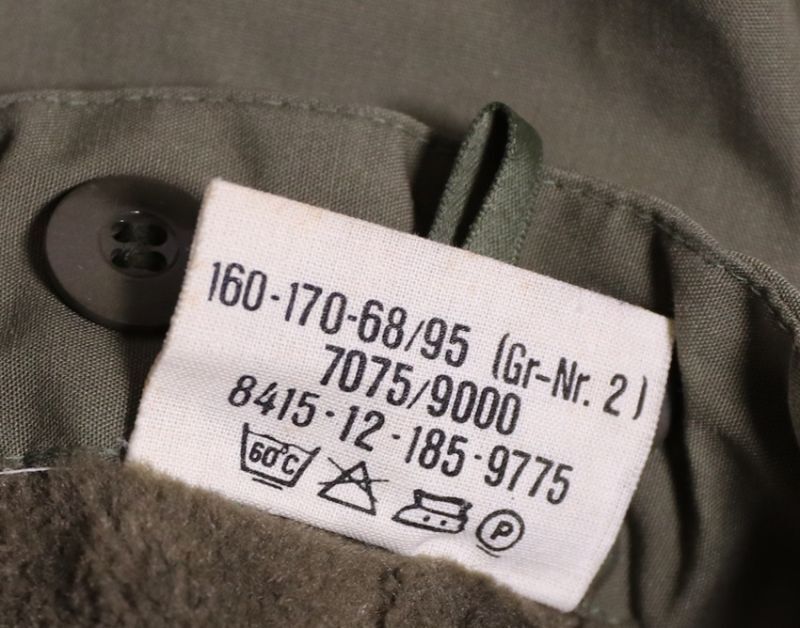 160-170-68/95 (Gr-Nr. 2)
7075/9000
8415-12-185-9775
60°C
P